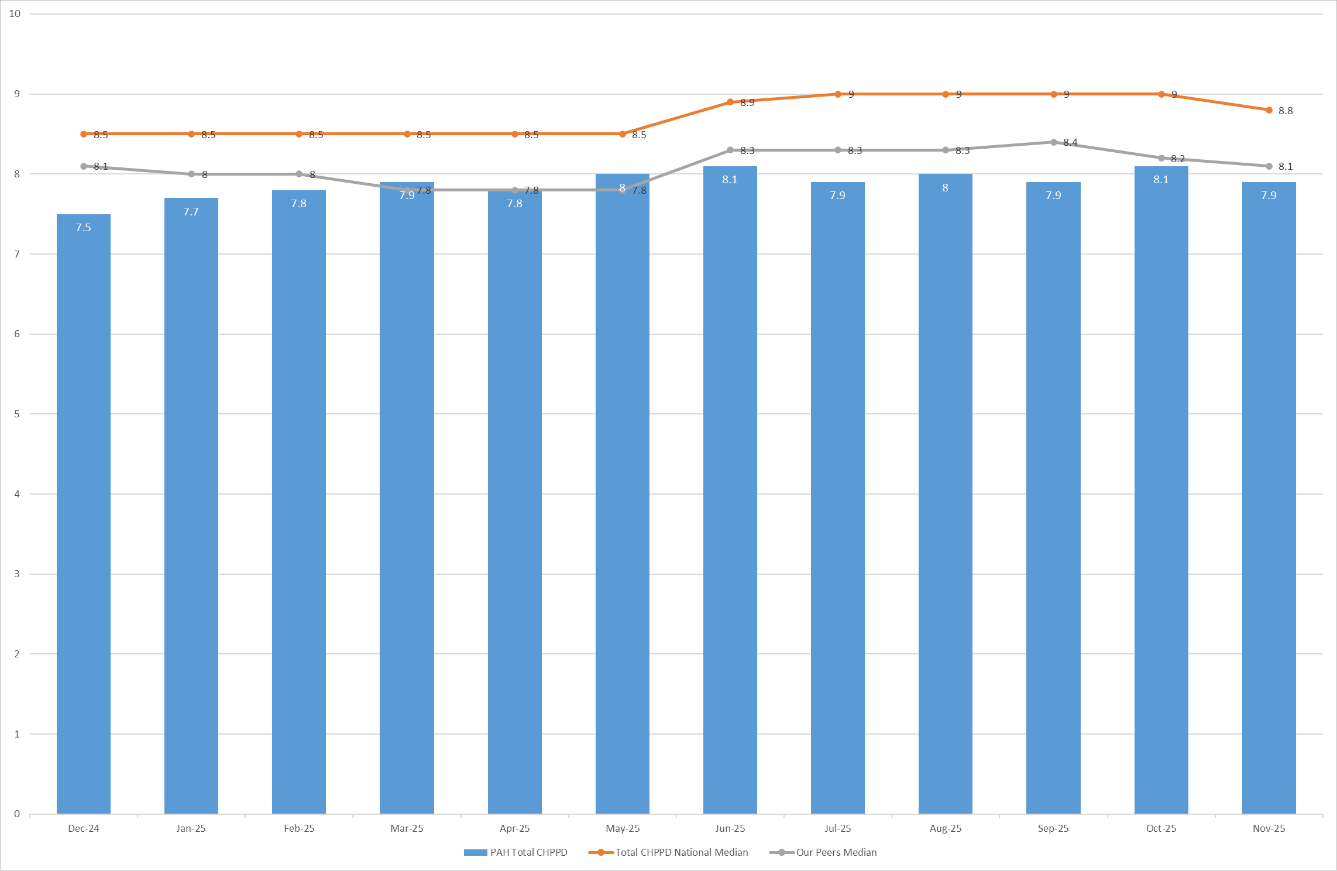 10
9
8
7
6
5
4
3
2
1
0
8.5 8.5 8.5 8.5 8.5 8.5 8.9 9 9 9 9 8.8
8.1 8 8 7.8 7.8 7.8 8.3 8.3 8.3 8.4 8.2 8.1
7.5 7.7 7.8 7.9 7.8 8 8.1 7.9 8 7.9 8.1 7.9
Dec-24 Jan-25 Feb-25 Mar-25 Apr-25 May-25 Jun-25 Jul-25 Aug-25 Sep-25 Oct-25 Nov-25
PAH Total CHPPD Total CHPPD National Median Our Peers Median